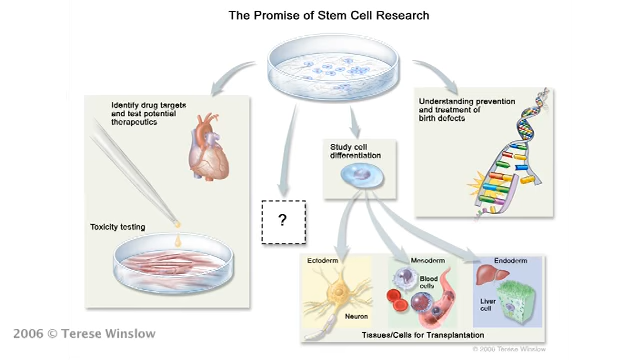 The Promise of Stem Cell Research
Identify drug targets
and test potential
therapeutics
Toxicity testing
?
Study cell
differentiation
Understanding prevention
and treatment of
birth defects
Ectoderm
Neuron
Mesoderm
Blood
cells
Endoderm
Liver
cell
Tissues/Cells for Transplantation
2006 © Terese Winslow
© 2006 Terese Winslow